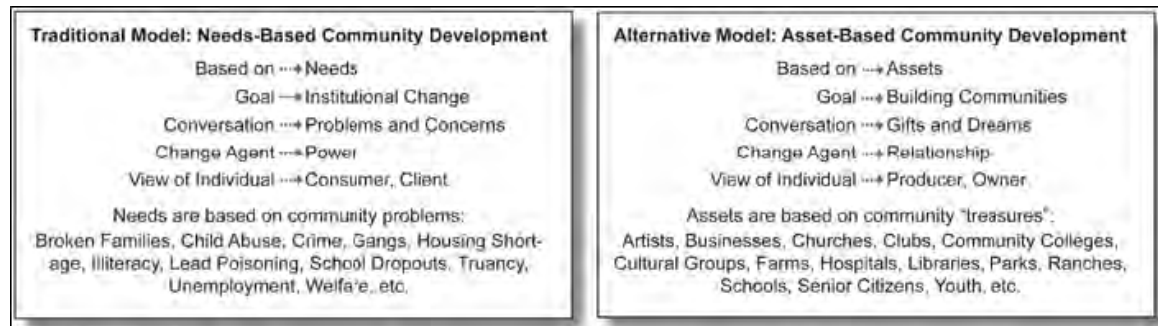 Traditional Model: Needs-Based Community Development
Based on ···→ Needs
Goal ···→ Institutional Change
Conversation ···→ Problems and Concerns
Change Agent ···→ Power
View of Individual ···→ Consumer, Client
Needs are based on community problems:
Broken Families, Child Abuse, Crime, Gangs, Housing Short-
age, Illiteracy, Lead Poisoning, School Dropouts, Truancy,
Unemployment, Welfare, etc.
Alternative Model: Asset-Based Community Development
Based on ···→ Assets
Goal ···→ Building Communities
Conversation ···→ Gifts and Dreams
Change Agent ···→ Relationship
View of Individual ···→ Producer, Owner
Assets are based on community "treasures":
Artists, Businesses, Churches, Clubs, Community Colleges,
Cultural Groups, Farms, Hospitals, Libraries, Parks, Ranches,
Schools, Senior Citizens, Youth, etc.